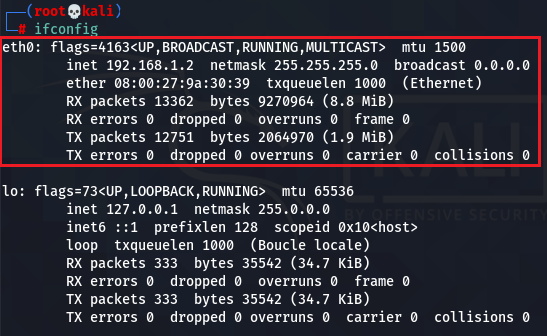 (root💀kali)
# ifconfig
eth0: flags=4163<UP,BROADCAST,RUNNING,MULTICAST>  mtu 1500
inet 192.168.1.2  netmask 255.255.255.0  broadcast 0.0.0.0
ether 08:00:27:9a:30:39  txqueuelen 1000  (Ethernet)
RX packets 13362  bytes 9270964 (8.8 MiB)
RX errors 0  dropped 0  overruns 0  frame 0
TX packets 12751  bytes 2064970 (1.9 MiB)
TX errors 0  dropped 0 overruns 0  carrier 0  collisions 0
lo: flags=73<UP,LOOPBACK,RUNNING>  mtu 65536
inet 127.0.0.1  netmask 255.0.0.0
inet6 ::1  prefixlen 128  scopeid 0x10<host>
loop  txqueuelen 1000  (Boucle locale)
RX packets 333  bytes 35542 (34.7 KiB)
RX errors 0  dropped 0  overruns 0  frame 0
TX packets 333  bytes 35542 (34.7 KiB)
TX errors 0  dropped 0 overruns 0  carrier 0  collisions 0
KALI
BY OFFENSIVE SECURITY